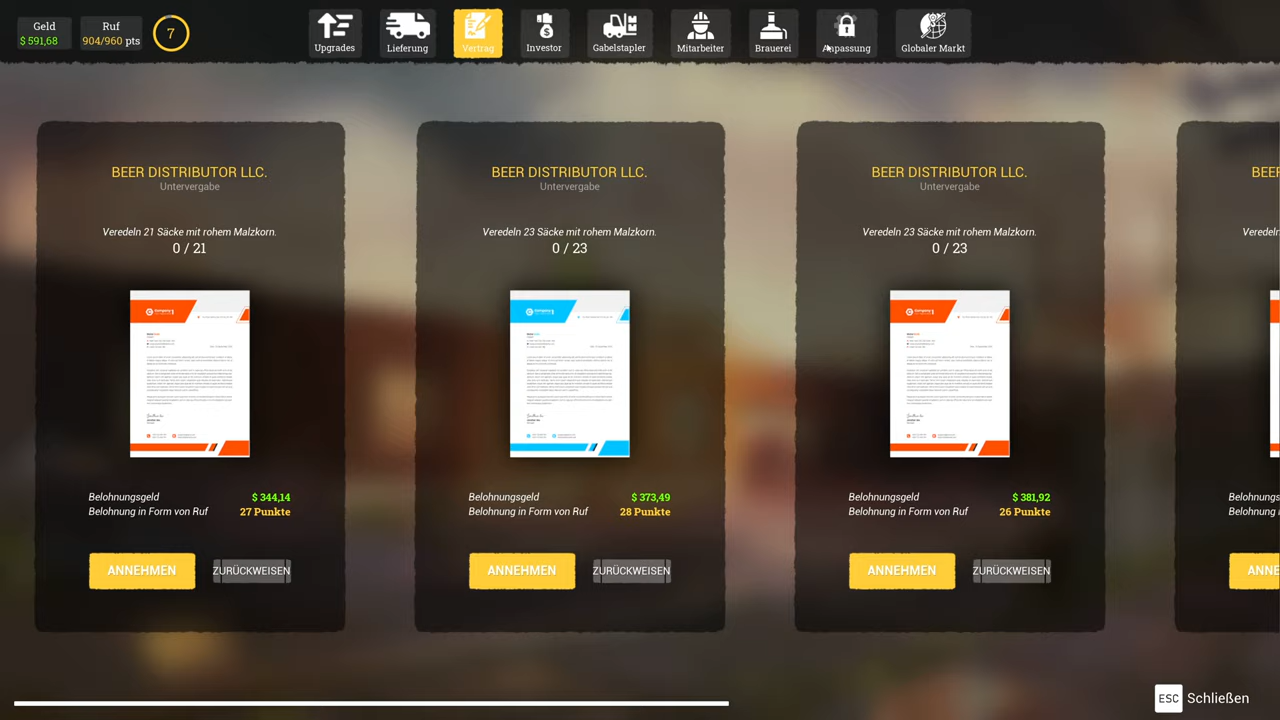 Geld
$ 591,68
Ruf
904/960 pts
7
Upgrades
Lieferung
Vertrag
Investor
Gabelstapler
Mitarbeiter
Brauerei
Anpassung
Globaler Markt
BEER DISTRIBUTOR LLC.
Untervergabe
Veredeln 21 Säcke mit rohem Malzkorn.
0 / 21
Belohnungsgeld $ 344,14
Belohnung in Form von Ruf 27 Punkte
ANNEHMEN
ZURÜCKWEISEN
BEER DISTRIBUTOR LLC.
Untervergabe
Veredeln 23 Säcke mit rohem Malzkorn.
0 / 23
Belohnungsgeld $ 373,49
Belohnung in Form von Ruf 28 Punkte
ANNEHMEN
ZURÜCKWEISEN
BEER DISTRIBUTOR LLC.
Untervergabe
Veredeln 23 Säcke mit rohem Malzkorn.
0 / 23
Belohnungsgeld $ 381,92
Belohnung in Form von Ruf 26 Punkte
ANNEHMEN
ZURÜCKWEISEN
ESC Schließen